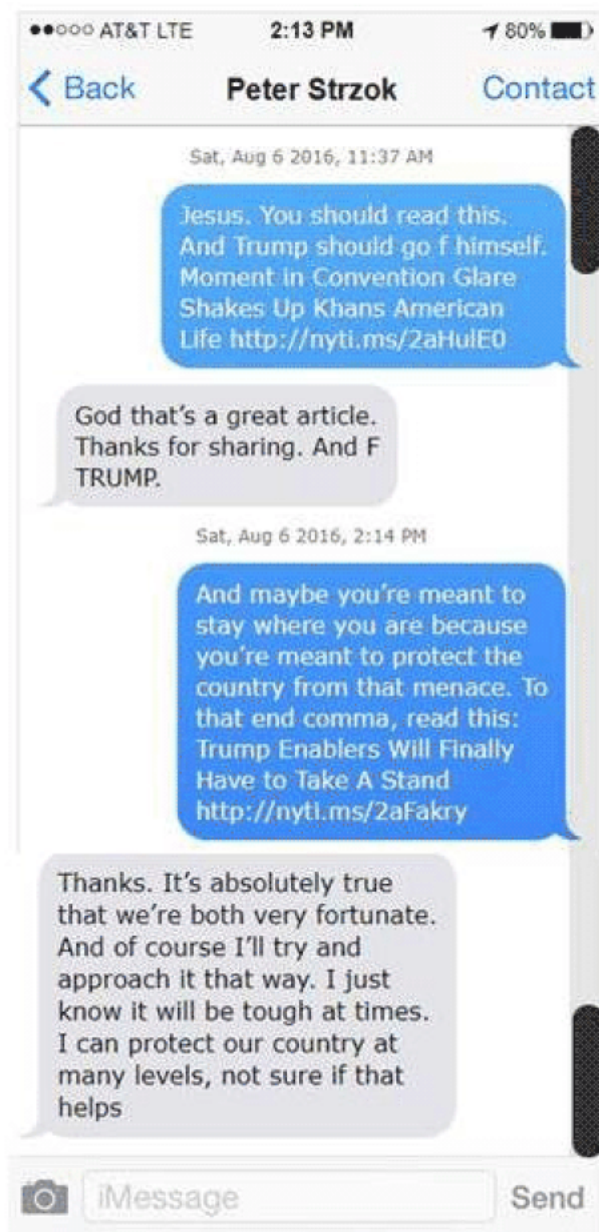 AT&T LTE 2:13 PM 80%
Back Peter Strzok Contact
Sat, Aug 6 2016, 11:37 AM
Jesus. You should read this.
And Trump should go f himself.
Moment in Convention Glare
Shakes Up Khans American
Life http://nyti.ms/2aHulE0
God that's a great article.
Thanks for sharing. And F
TRUMP.
Sat, Aug 6 2016, 2:14 PM
And maybe you're meant to
stay where you are because
you're meant to protect the
country from that menace. To
that end comma, read this:
Trump Enablers Will Finally
Have to Take A Stand
http://nyti.ms/2aFakry
Thanks. It's absolutely true
that we're both very fortunate.
And of course I'll try and
approach it that way. I just
know it will be tough at times.
I can protect our country at
many levels, not sure if that
helps
iMessage Send